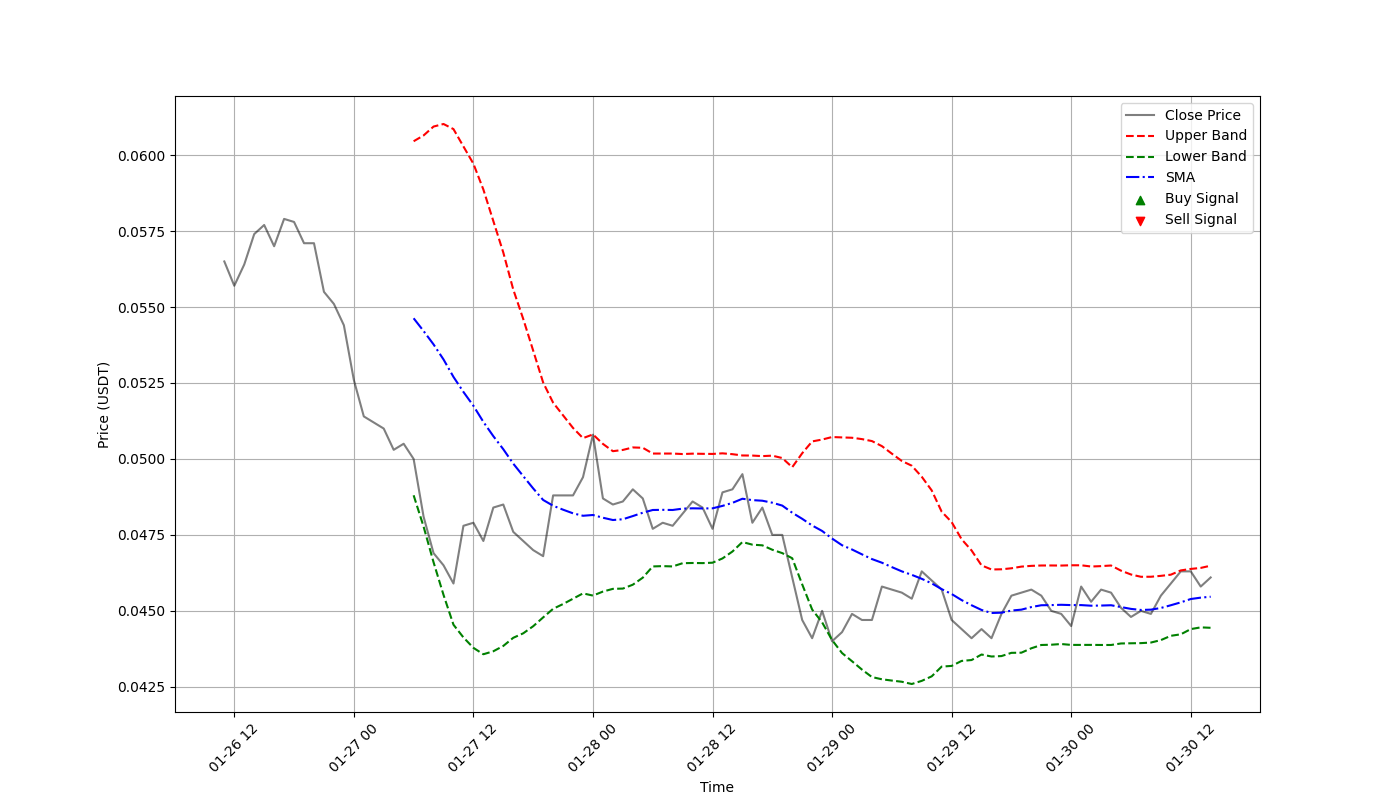 Close Price
Upper Band
Lower Band
SMA
Buy Signal
Sell Signal
Price (USDT)
0.0600
0.0575
0.0550
0.0525
0.0500
0.0475
0.0450
0.0425
01-26 12
01-27 00
01-27 12
01-28 00
01-28 12
01-29 00
01-29 12
01-30 00
01-30 12
Time